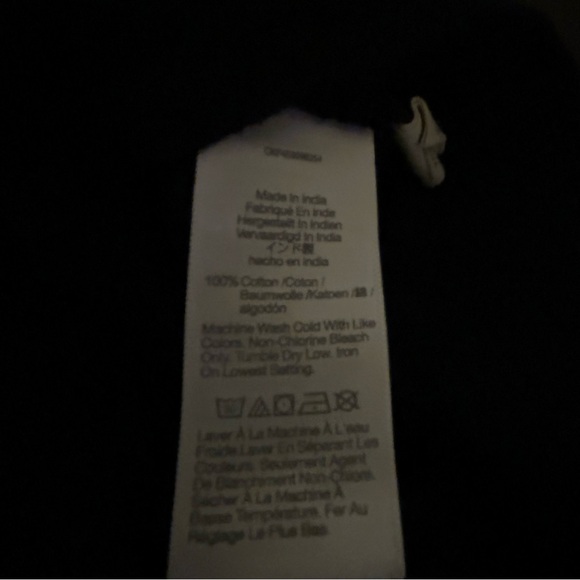 Made In India
Fabriqué En Inde
Hergestellt In Indien
Vervaardigd In India
インド製
hecho en india
100% Cotton /Coton /
Baumwolle /Katoen /綿 /
algodón
Machine Wash Cold With Like
Colors. Non-Chlorine Bleach
Only. Tumble Dry Low. Iron
On Lowest Setting.
Laver À La Machine À L'eau
Froide. Laver En Séparant Les
Couleurs. Seulement Agent
De Blanchiment Non-Chlore.
Sécher À La Machine À
Basse Température. Fer Au
Réglage Le Plus Bas.